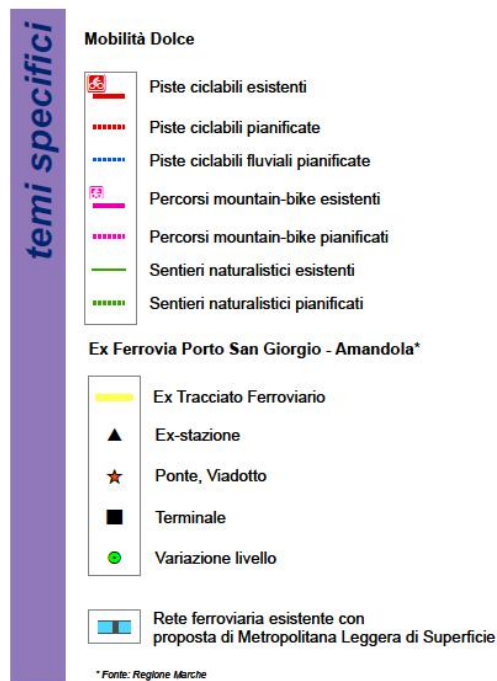 temi specifici
Mobilità Dolce
Piste ciclabili esistenti
Piste ciclabili pianificate
Piste ciclabili fluviali pianificate
Percorsi mountain-bike esistenti
Percorsi mountain-bike pianificati
Sentieri naturalistici esistenti
Sentieri naturalistici pianificati
Ex Ferrovia Porto San Giorgio - Amandola*
Ex Tracciato Ferroviario
Ex-stazione
Ponte, Viadotto
Terminale
Variazione livello
Rete ferroviaria esistente con
proposta di Metropolitana Leggera di Superficie
* Fonte: Regione Marche